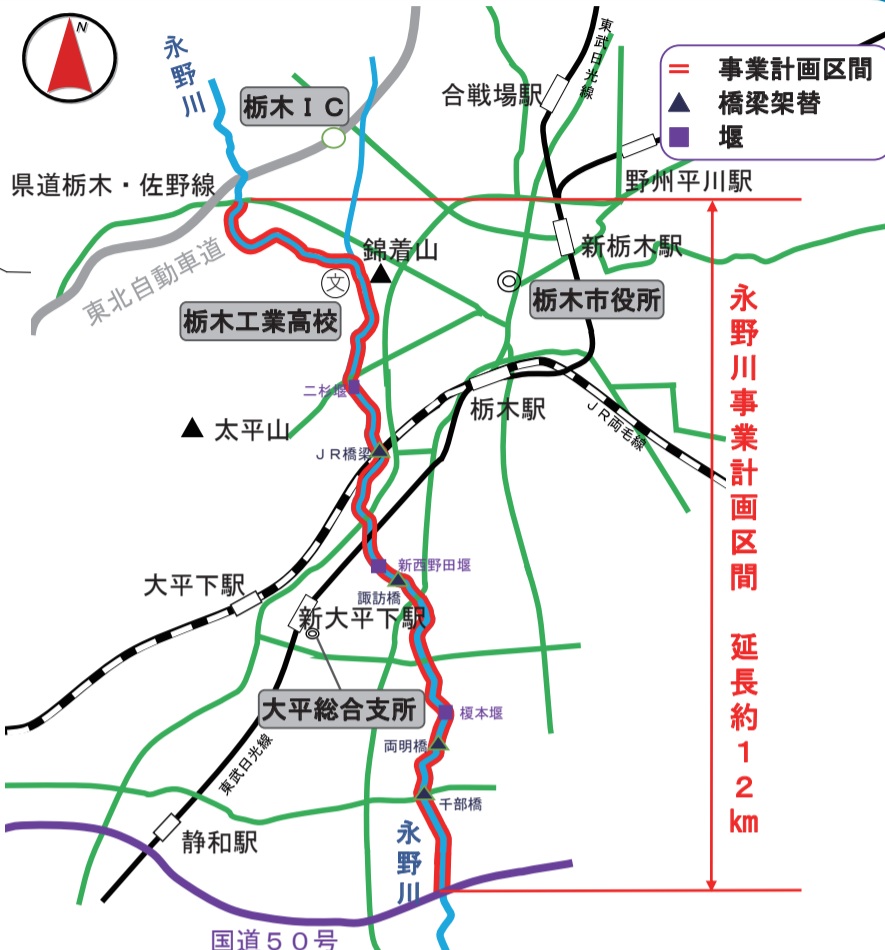 N
永野川
栃木ＩＣ
合戦場駅
東武日光線
事業計画区間
橋梁架替
堰
県道栃木・佐野線
野州平川駅
東北自動車道
錦着山
新栃木駅
文
栃木工業高校
栃木市役所
二杉堰
太平山
栃木駅
ＪＲ橋梁
ＪＲ両毛線
永野川事業計画区間　延長約１２㎞
新西野田堰
大平下駅
諏訪橋
新大平下駅
大平総合支所
榎本堰
両明橋
東武日光線
千部橋
静和駅
永野川
国道５０号